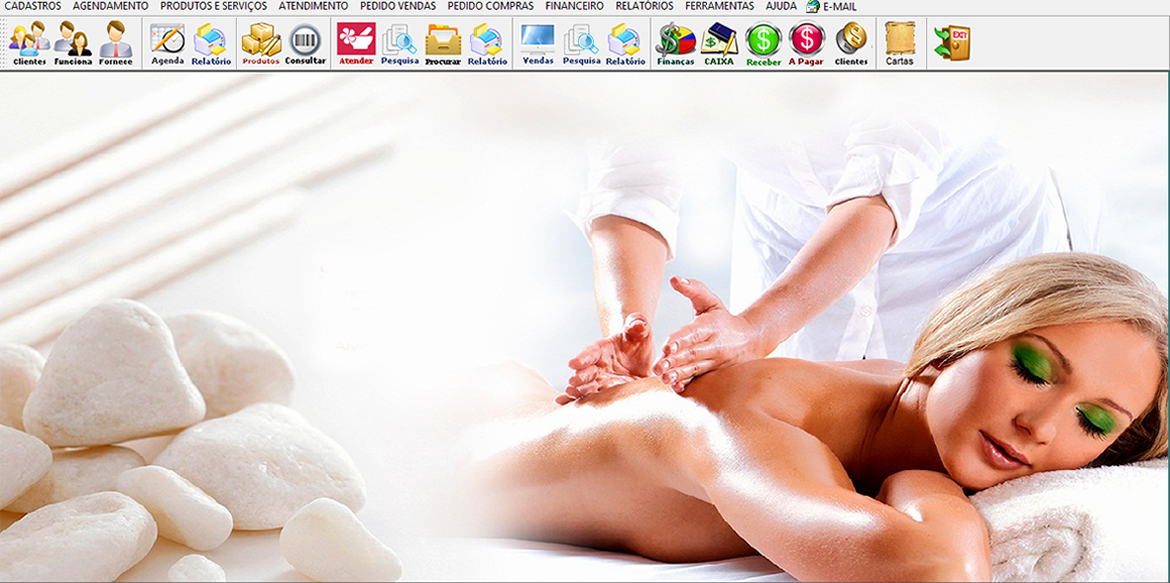 CADASTROS AGENDAMENTO PRODUTOS E SERVIÇOS ATENDIMENTO PEDIDO VENDAS PEDIDO COMPRAS FINANCEIRO RELATÓRIOS FERRAMENTAS AJUDA E-MAIL
Clientes Funciona Fornece Agenda Relatório Produtos Consultar Atender Pesquisa Procurar Relatório Vendas Pesquisa Relatório Finanças CAIXA Receber A Pagar Clientes Cartas EXIT